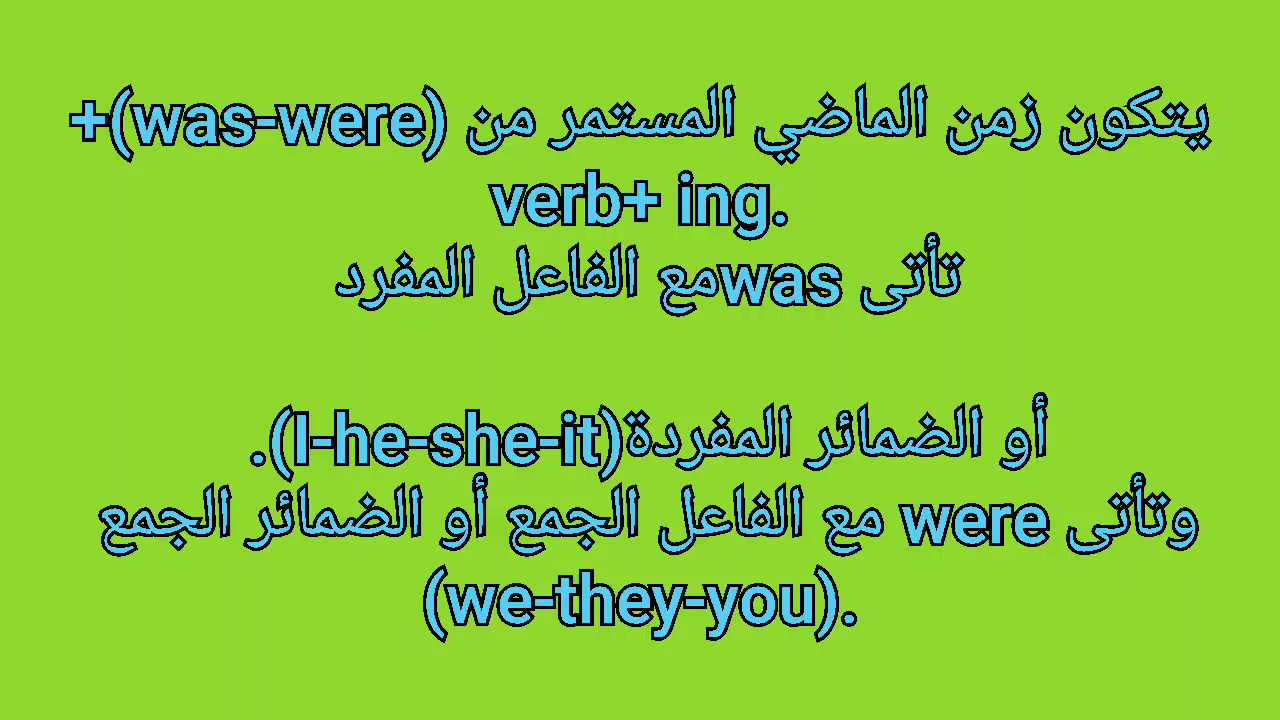 يتكون زمن الماضي المستمر من (was-were)+
verb+ ing.
تأتى wasمع الفاعل المفرد
أو الضمائر المفردة(I-he-she-it).
وتأتى were مع الفاعل الجمع أو الضمائر الجمع
(we-they-you).